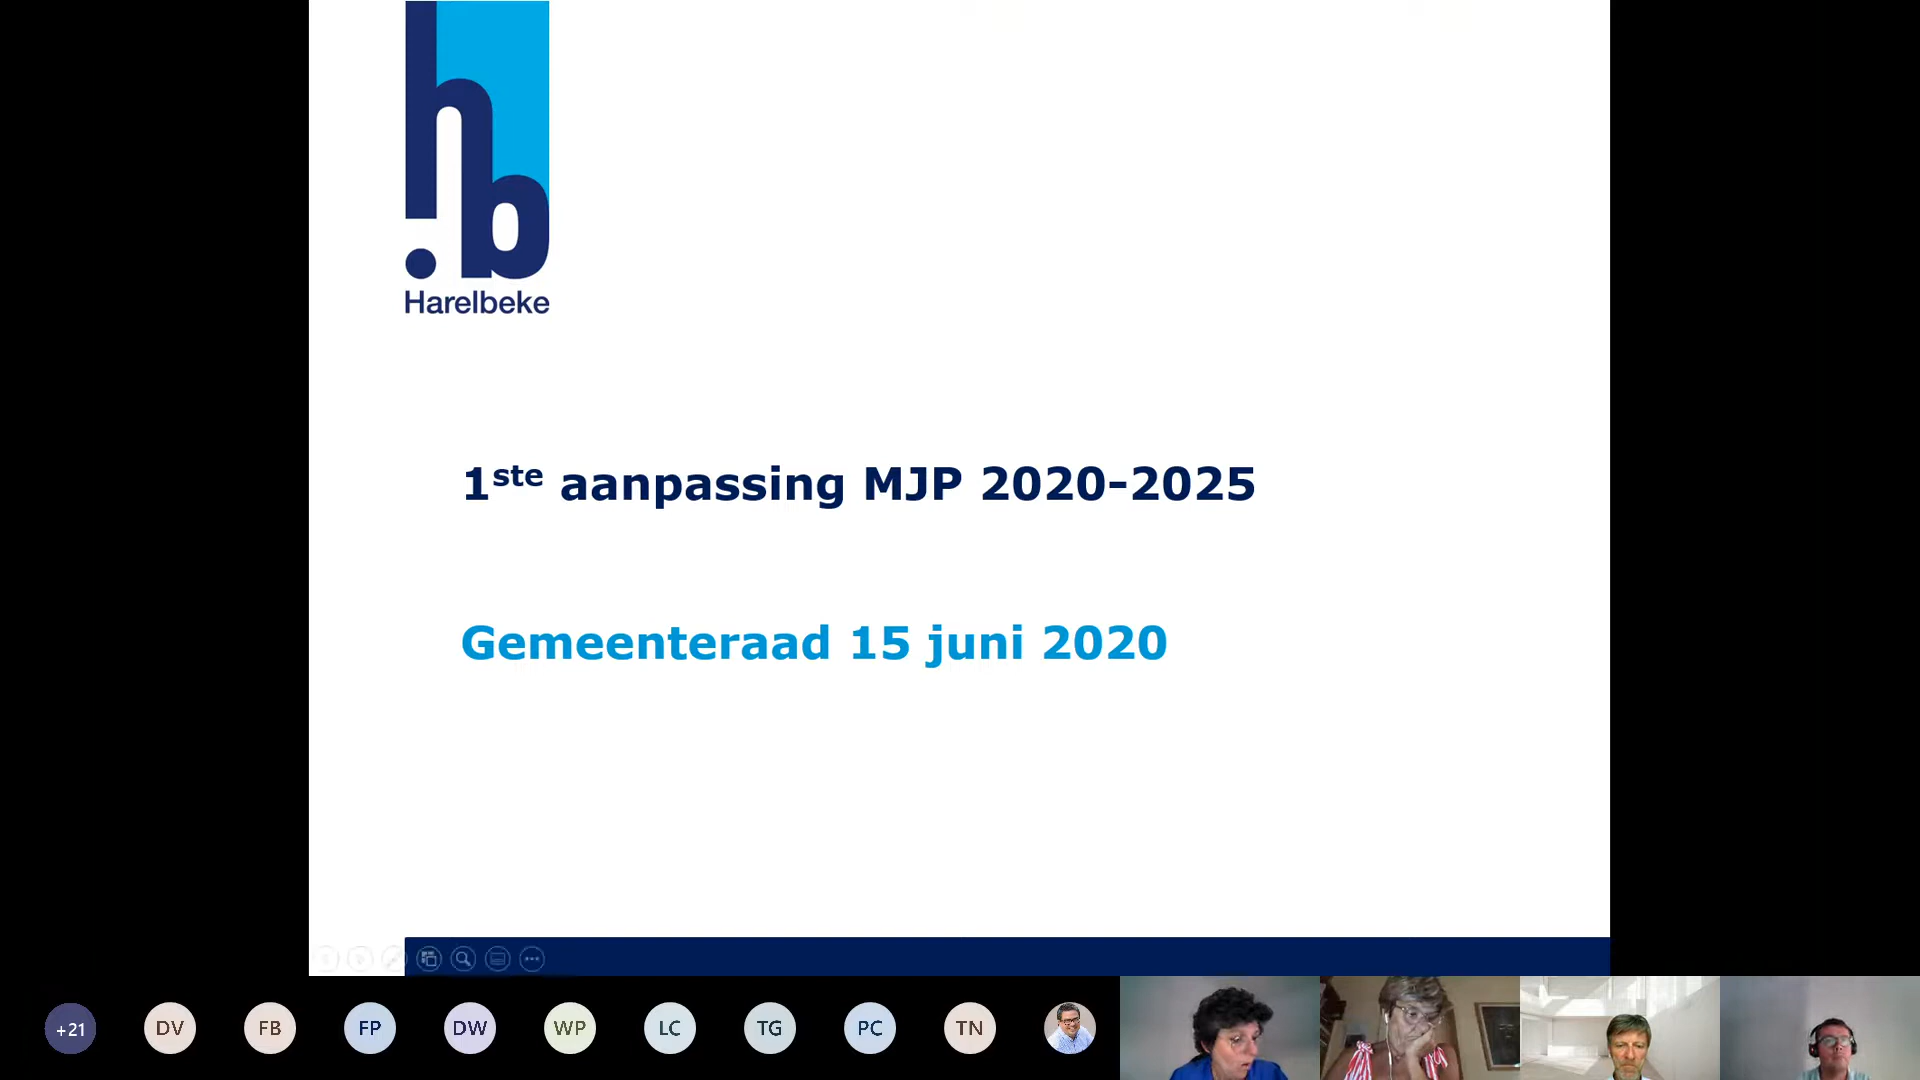 hb
Harelbeke
1ste aanpassing MJP 2020-2025
Gemeenteraad 15 juni 2020
+21
DV
FB
FP
DW
WP
LC
TG
PC
TN